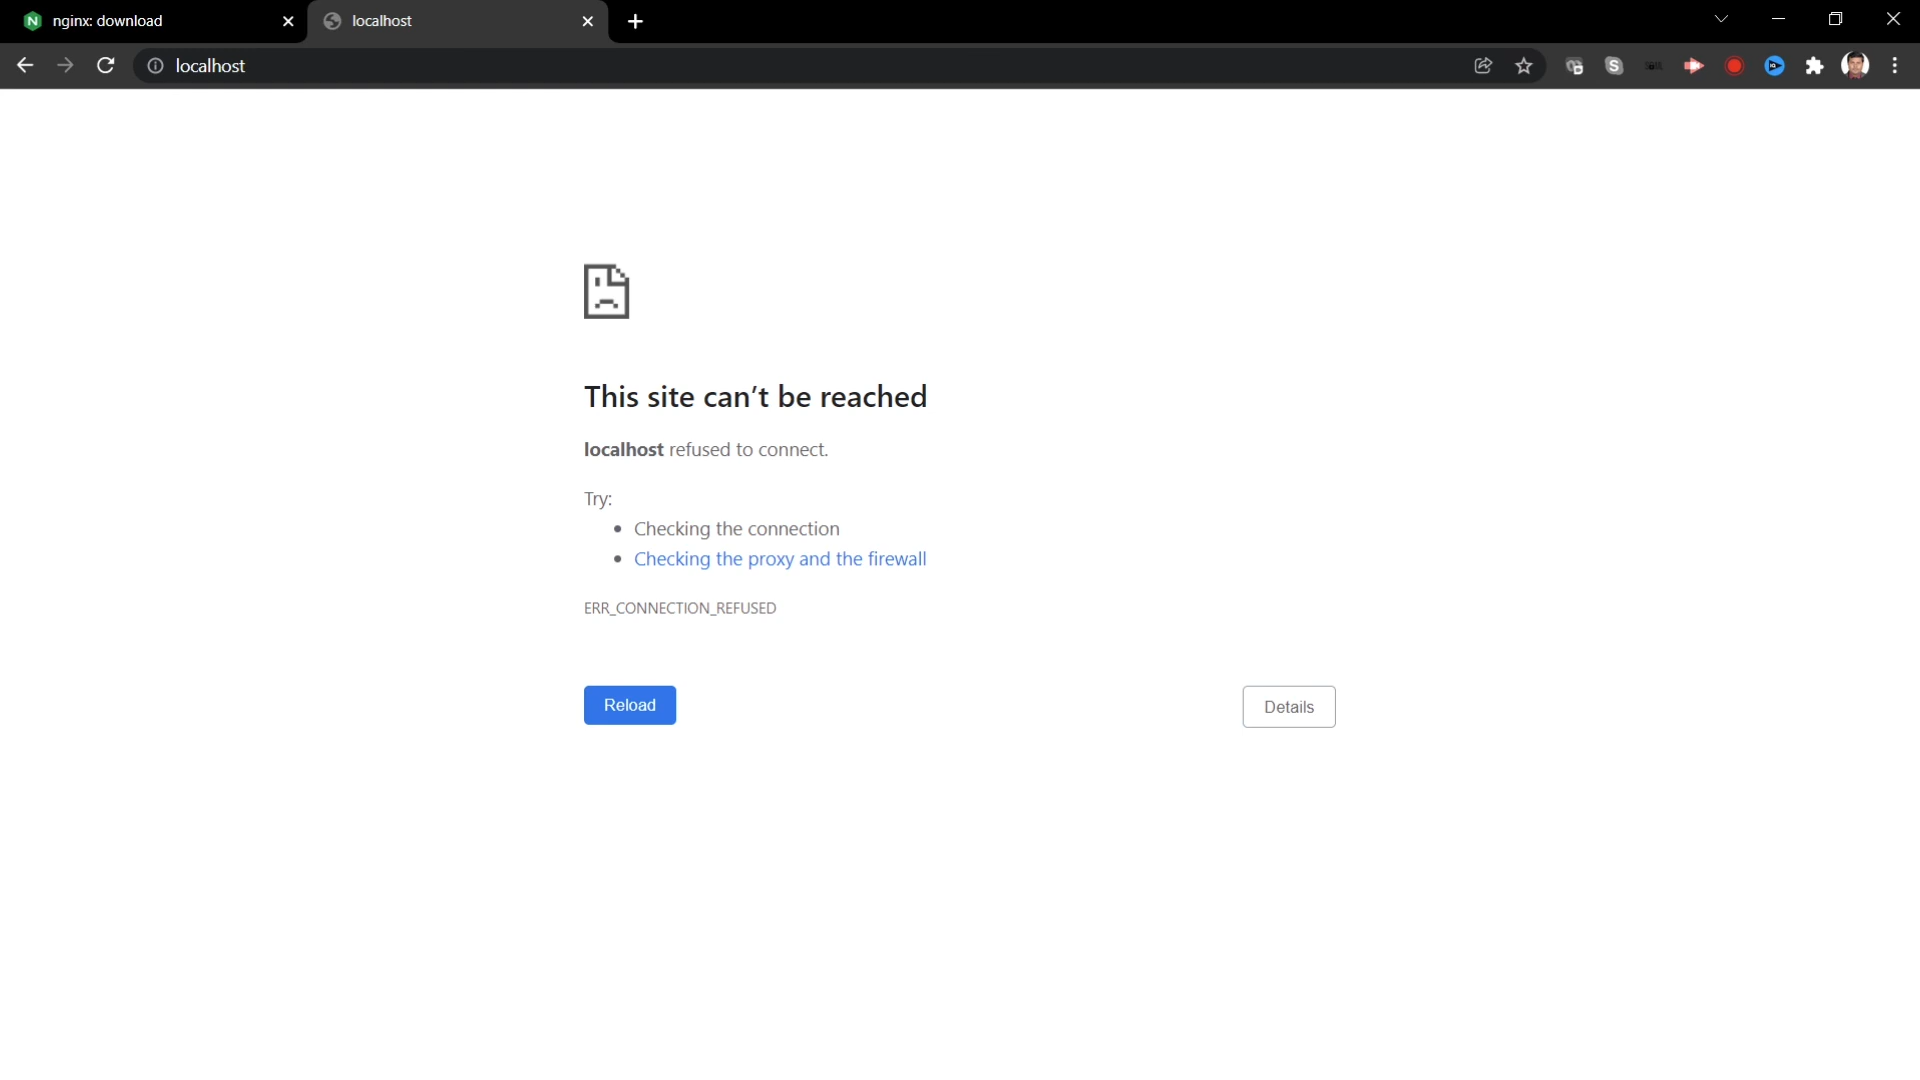 nginx: download
localhost
localhost
This site can’t be reached
localhost refused to connect.
Try:
Checking the connection
Checking the proxy and the firewall
ERR_CONNECTION_REFUSED
Reload
Details